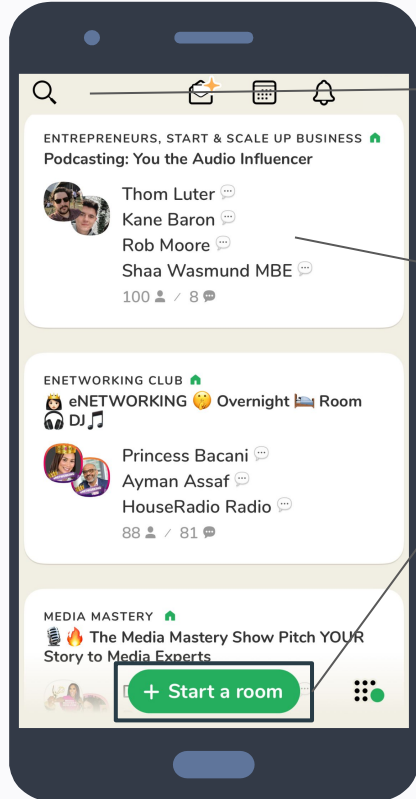 ENTREPRENEURS, START & SCALE UP BUSINESS
Podcasting: You the Audio Influencer
Thom Luter 💬
Kane Baron 💬
Rob Moore 💬
Shaa Wasmund MBE 💬
100 / 8
ENETWORKING CLUB
👸🏻 eNETWORKING 🤫 Overnight 🛌 Room
🎧 DJ🎵
Princess Bacani 💬
Ayman Assaf 💬
HouseRadio Radio 💬
88 / 81
MEDIA MASTERY
🎙️🔥 The Media Mastery Show Pitch YOUR
Story to Media Experts
+ Start a room